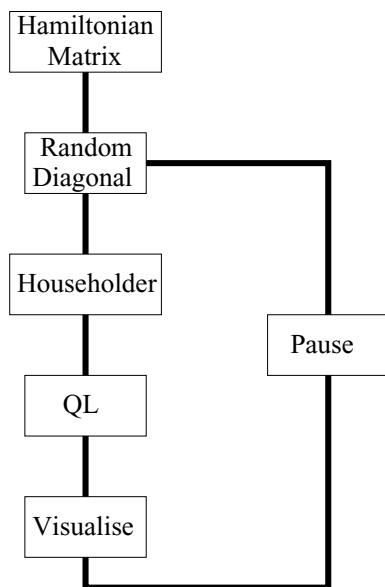 Hamiltonian
Matrix
Random
Diagonal
Householder
Pause
QL
Visualise